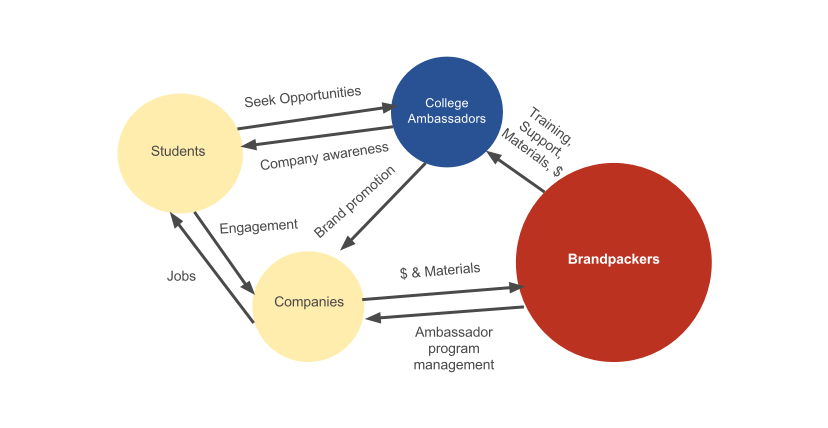 Seek Opportunities
College
Ambassadors
Students
Company awareness
Training,
Support,
Materials, $
Brand promotion
Engagement
Jobs
Companies
$ & Materials
Brandpackers
Ambassador
program
management